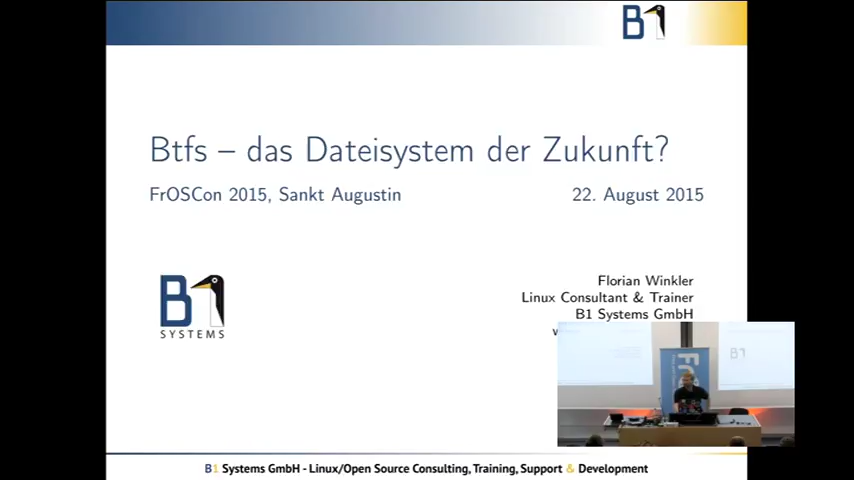 B1
Btfs – das Dateisystem der Zukunft?
FrOSCon 2015, Sankt Augustin 22. August 2015
B1
SYSTEMS
Florian Winkler
Linux Consultant & Trainer
B1 Systems GmbH
B1 Systems GmbH - Linux/Open Source Consulting, Training, Support & Development